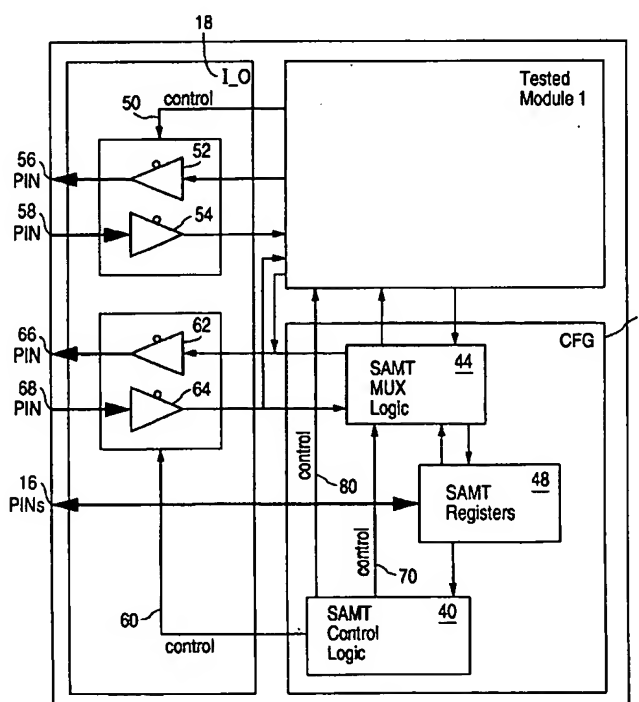 18
I_O
Tested
Module 1
control
50
52
56
PIN
54
58
PIN
62
66
PIN
64
68
PIN
CFG
SAMT 44
MUX
Logic
control
80
16
PINs
SAMT 48
Registers
control
70
60
control
SAMT 40
Control
Logic